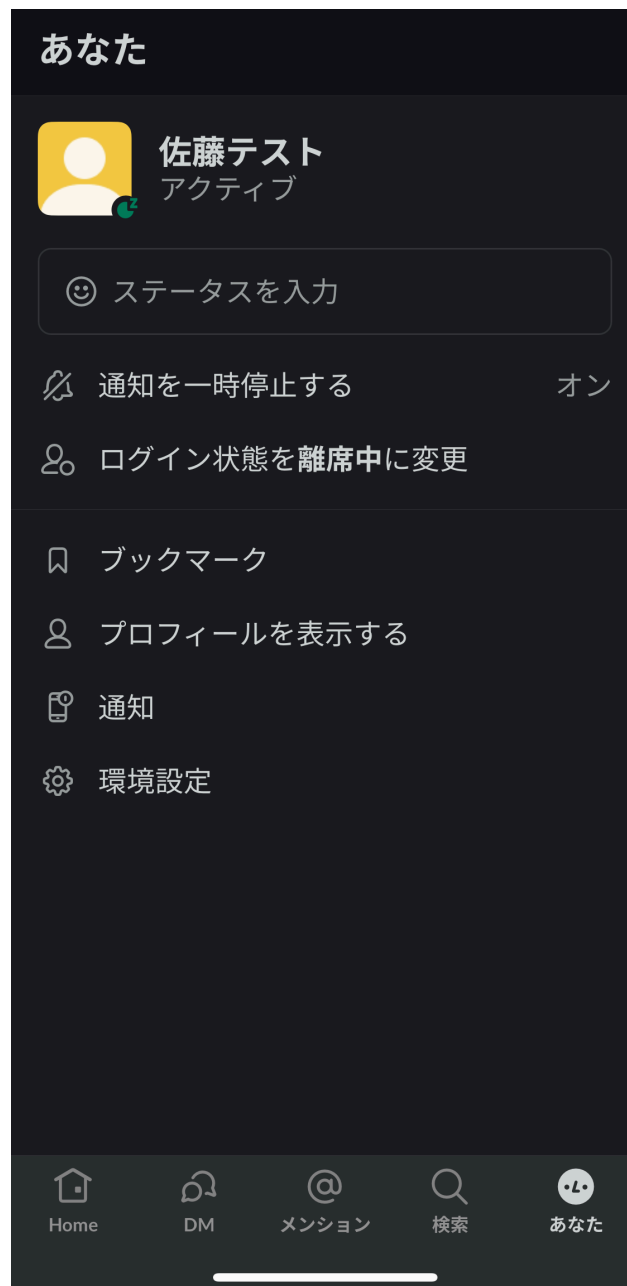 あなた
佐藤テスト
アクティブ
ステータスを入力
通知を一時停止する オン
ログイン状態を離席中に変更
ブックマーク
プロフィールを表示する
通知
環境設定
Home DM メンション 検索 あなた